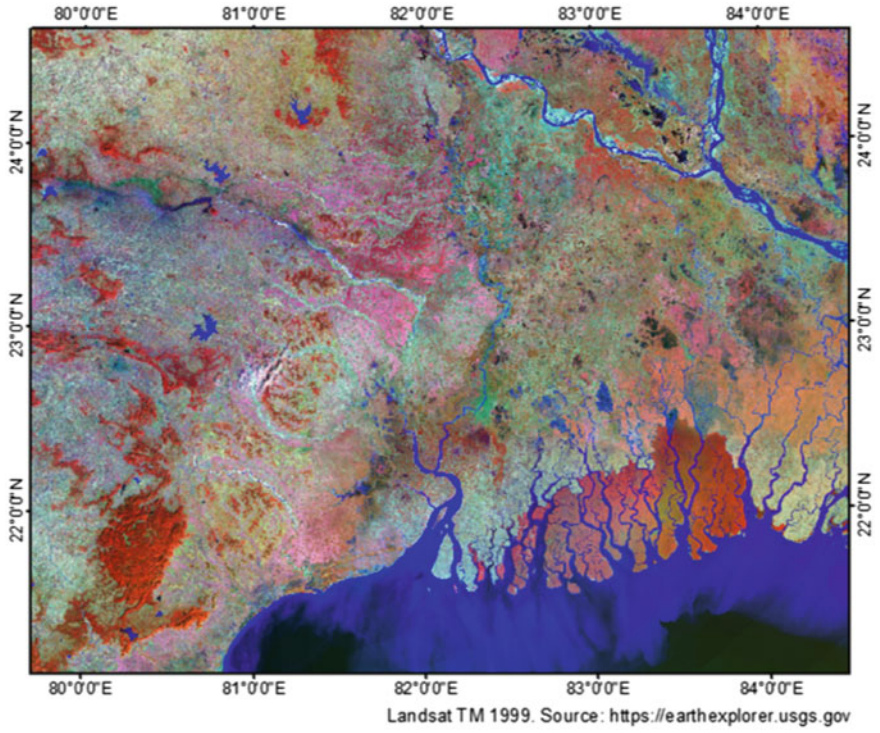 80°0'0"E 81°0'0"E 82°0'0"E 83°0'0"E 84°0'0"E
24°0'0"N 24°0'0"N
23°0'0"N 23°0'0"N
22°0'0"N 22°0'0"N
80°0'0"E 81°0'0"E 82°0'0"E 83°0'0"E 84°0'0"E
Landsat TM 1999. Source: https://earthexplorer.usgs.gov